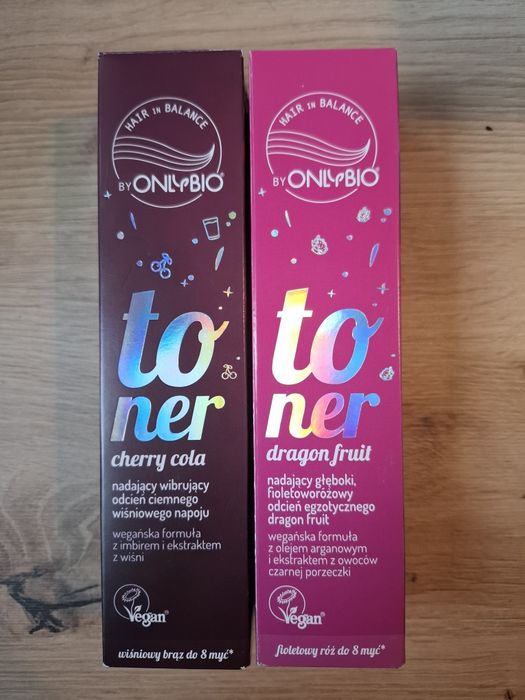 HAIR IN BALANCE
BY ONLYBIO®
to
ner
cherry cola
nadający wibrujący
odcień ciemnego
wiśniowego napoju
wegańska formuła
z imbirem i ekstraktem
z wiśni
Vegan®
wiśniowy brąz do 8 myć*
HAIR IN BALANCE
BY ONLYBIO®
to
ner
dragon fruit
nadający głęboki,
fioletoworóżowy
odcień egzotycznego
dragon fruit
wegańska formuła
z olejem arganowym
i ekstraktem z owoców
czarnej porzeczki
Vegan®
fioletowy róż do 8 myć*